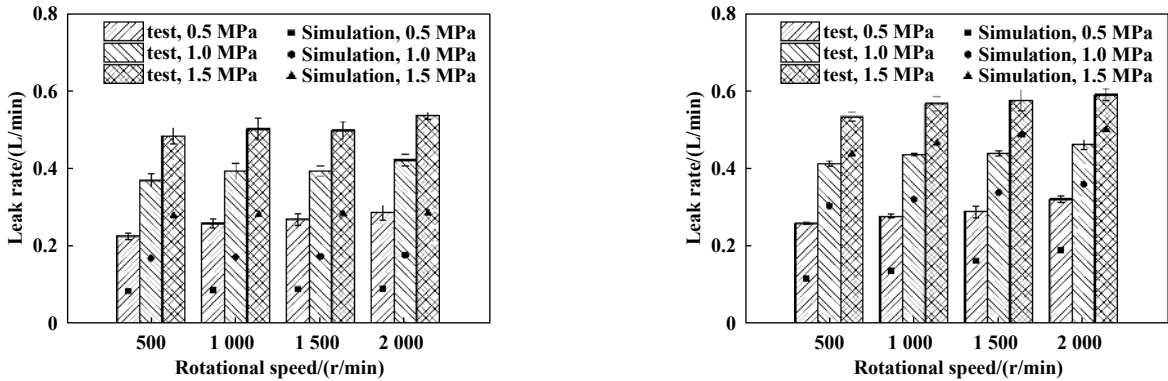 0.8
0.6
0.4
0.2
0
Leak rate/(L/min)
test, 0.5 MPa
test, 1.0 MPa
test, 1.5 MPa
Simulation, 0.5 MPa
Simulation, 1.0 MPa
Simulation, 1.5 MPa
500 1 000 1 500 2 000
Rotational speed/(r/min)
0.8
0.6
0.4
0.2
0
Leak rate/(L/min)
test, 0.5 MPa
test, 1.0 MPa
test, 1.5 MPa
Simulation, 0.5 MPa
Simulation, 1.0 MPa
Simulation, 1.5 MPa
500 1 000 1 500 2 000
Rotational speed/(r/min)